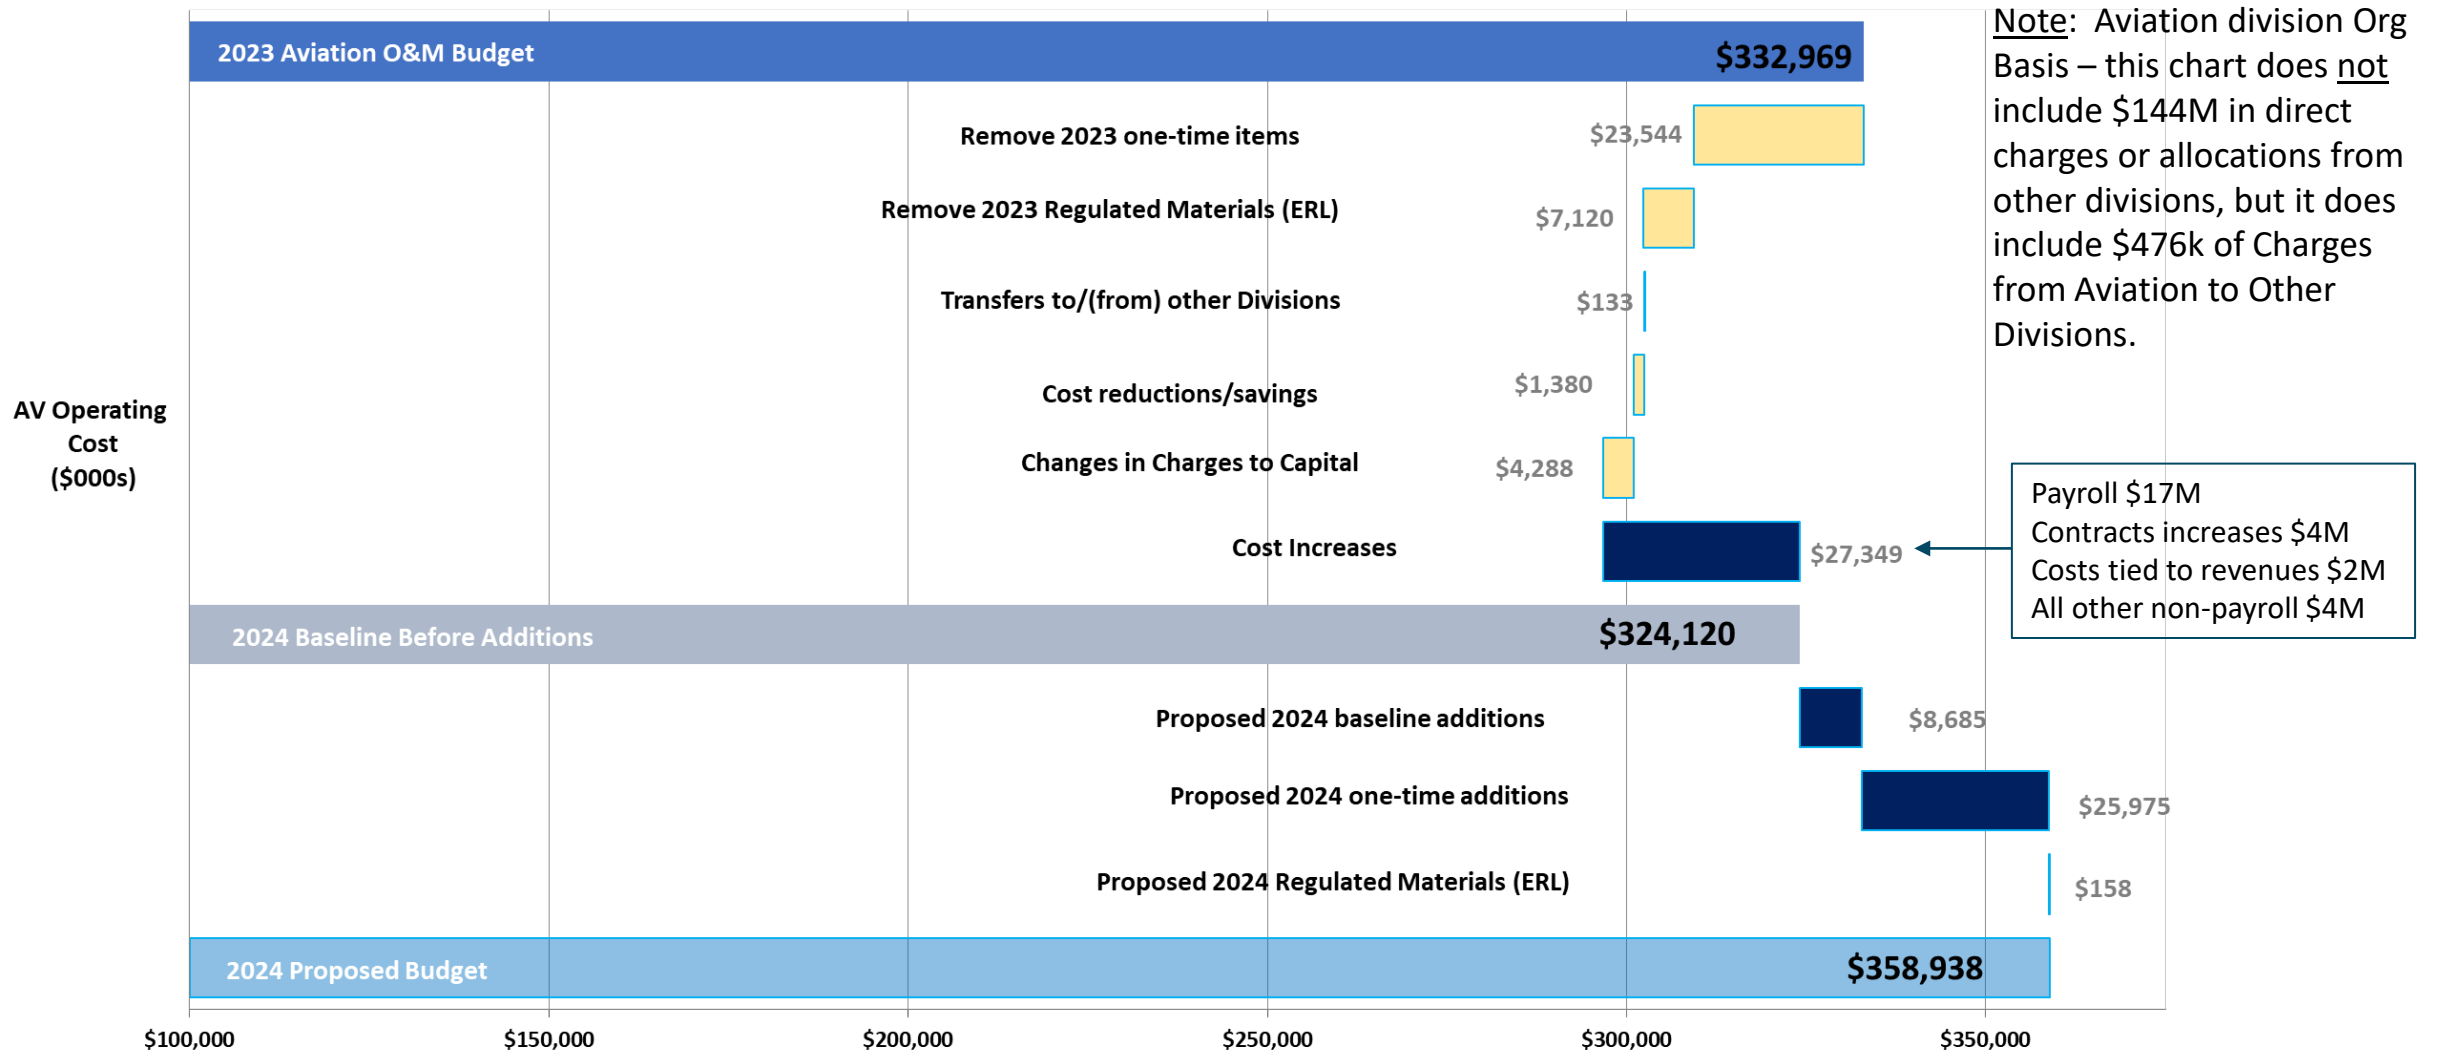 2023 Aviation O&M Budget
$332,969
Remove 2023 one-time items
$23,544
Remove 2023 Regulated Materials (ERL)
$7,120
Transfers to/(from) other Divisions
$133
Cost reductions/savings
$1,380
Changes in Charges to Capital
$4,288
Cost Increases
$27,349
2024 Baseline Before Additions
$324,120
Proposed 2024 baseline additions
$8,685
Proposed 2024 one-time additions
$25,975
Proposed 2024 Regulated Materials (ERL)
$158
2024 Proposed Budget
$358,938
AV Operating
Cost
($000s)
$100,000
$150,000
$200,000
$250,000
$300,000
$350,000
Note:  Aviation division Org
Basis – this chart does not
include $144M in direct
charges or allocations from
other divisions, but it does
include $476k of Charges
from Aviation to Other
Divisions.
Payroll $17M
Contracts increases $4M
Costs tied to revenues $2M
All other non-payroll $4M